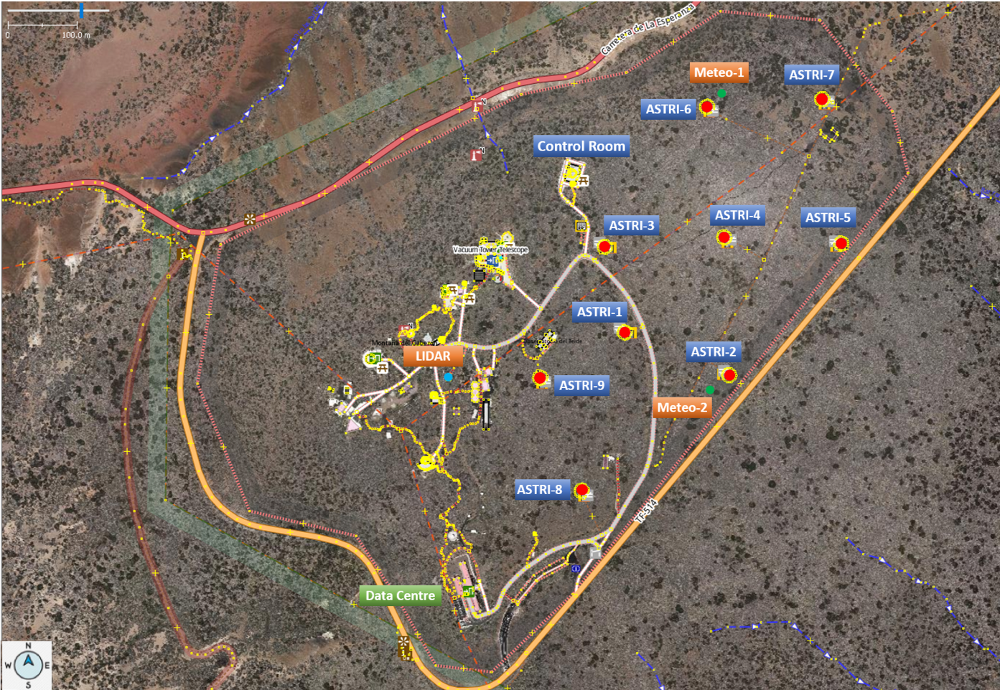 0
100.0 m
Carretera de La Esperanza
Meteo-1
ASTRI-7
ASTRI-6
N
Control Room
N
ASTRI-4
ASTRI-5
ASTRI-3
Vacuum Tower Telescope
ASTRI-1
N
ASTRI-2
LIDAR
ASTRI-9
Meteo-2
ASTRI-8
TF-514
Data Centre
N
W
E
S